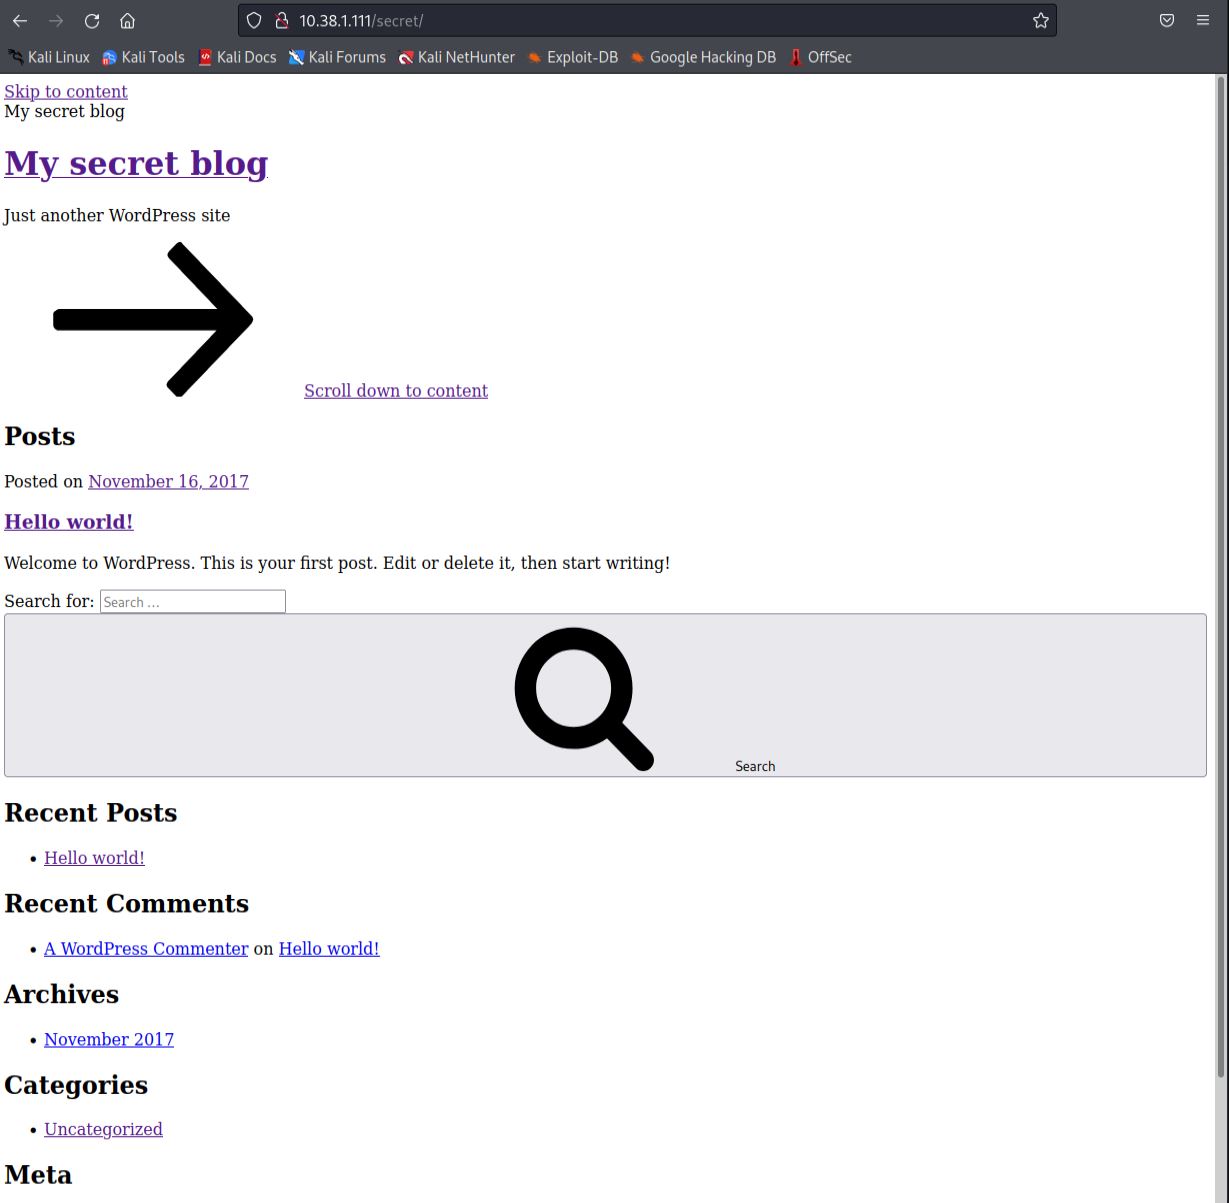 10.38.1.111/secret/
Kali Linux Kali Tools Kali Docs Kali Forums Kali NetHunter Exploit-DB Google Hacking DB OffSec
Skip to content
My secret blog
My secret blog
Just another WordPress site
Scroll down to content
Posts
Posted on November 16, 2017
Hello world!
Welcome to WordPress. This is your first post. Edit or delete it, then start writing!
Search for: Search …
Search
Recent Posts
• Hello world!
Recent Comments
• A WordPress Commenter on Hello world!
Archives
• November 2017
Categories
• Uncategorized
Meta